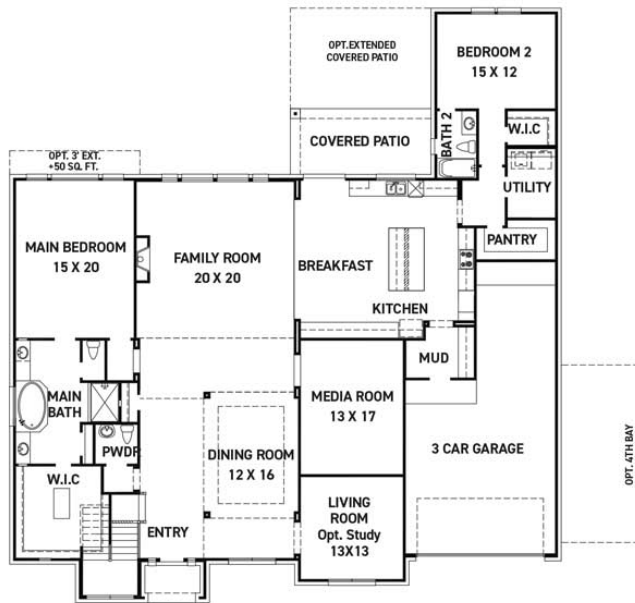 OPT.EXTENDED
COVERED PATIO
BEDROOM 2
15 X 12
COVERED PATIO
BATH 2
W.I.C
UTILITY
OPT. 3' EXT.
+50 SQ. FT.
PANTRY
MAIN BEDROOM
15 X 20
FAMILY ROOM
20 X 20
BREAKFAST
KITCHEN
MUD
MAIN
BATH
MEDIA ROOM
13 X 17
PWDR
DINING ROOM
12 X 16
3 CAR GARAGE
OPT. 4TH BAY
W.I.C
ENTRY
LIVING
ROOM
Opt. Study
13X13